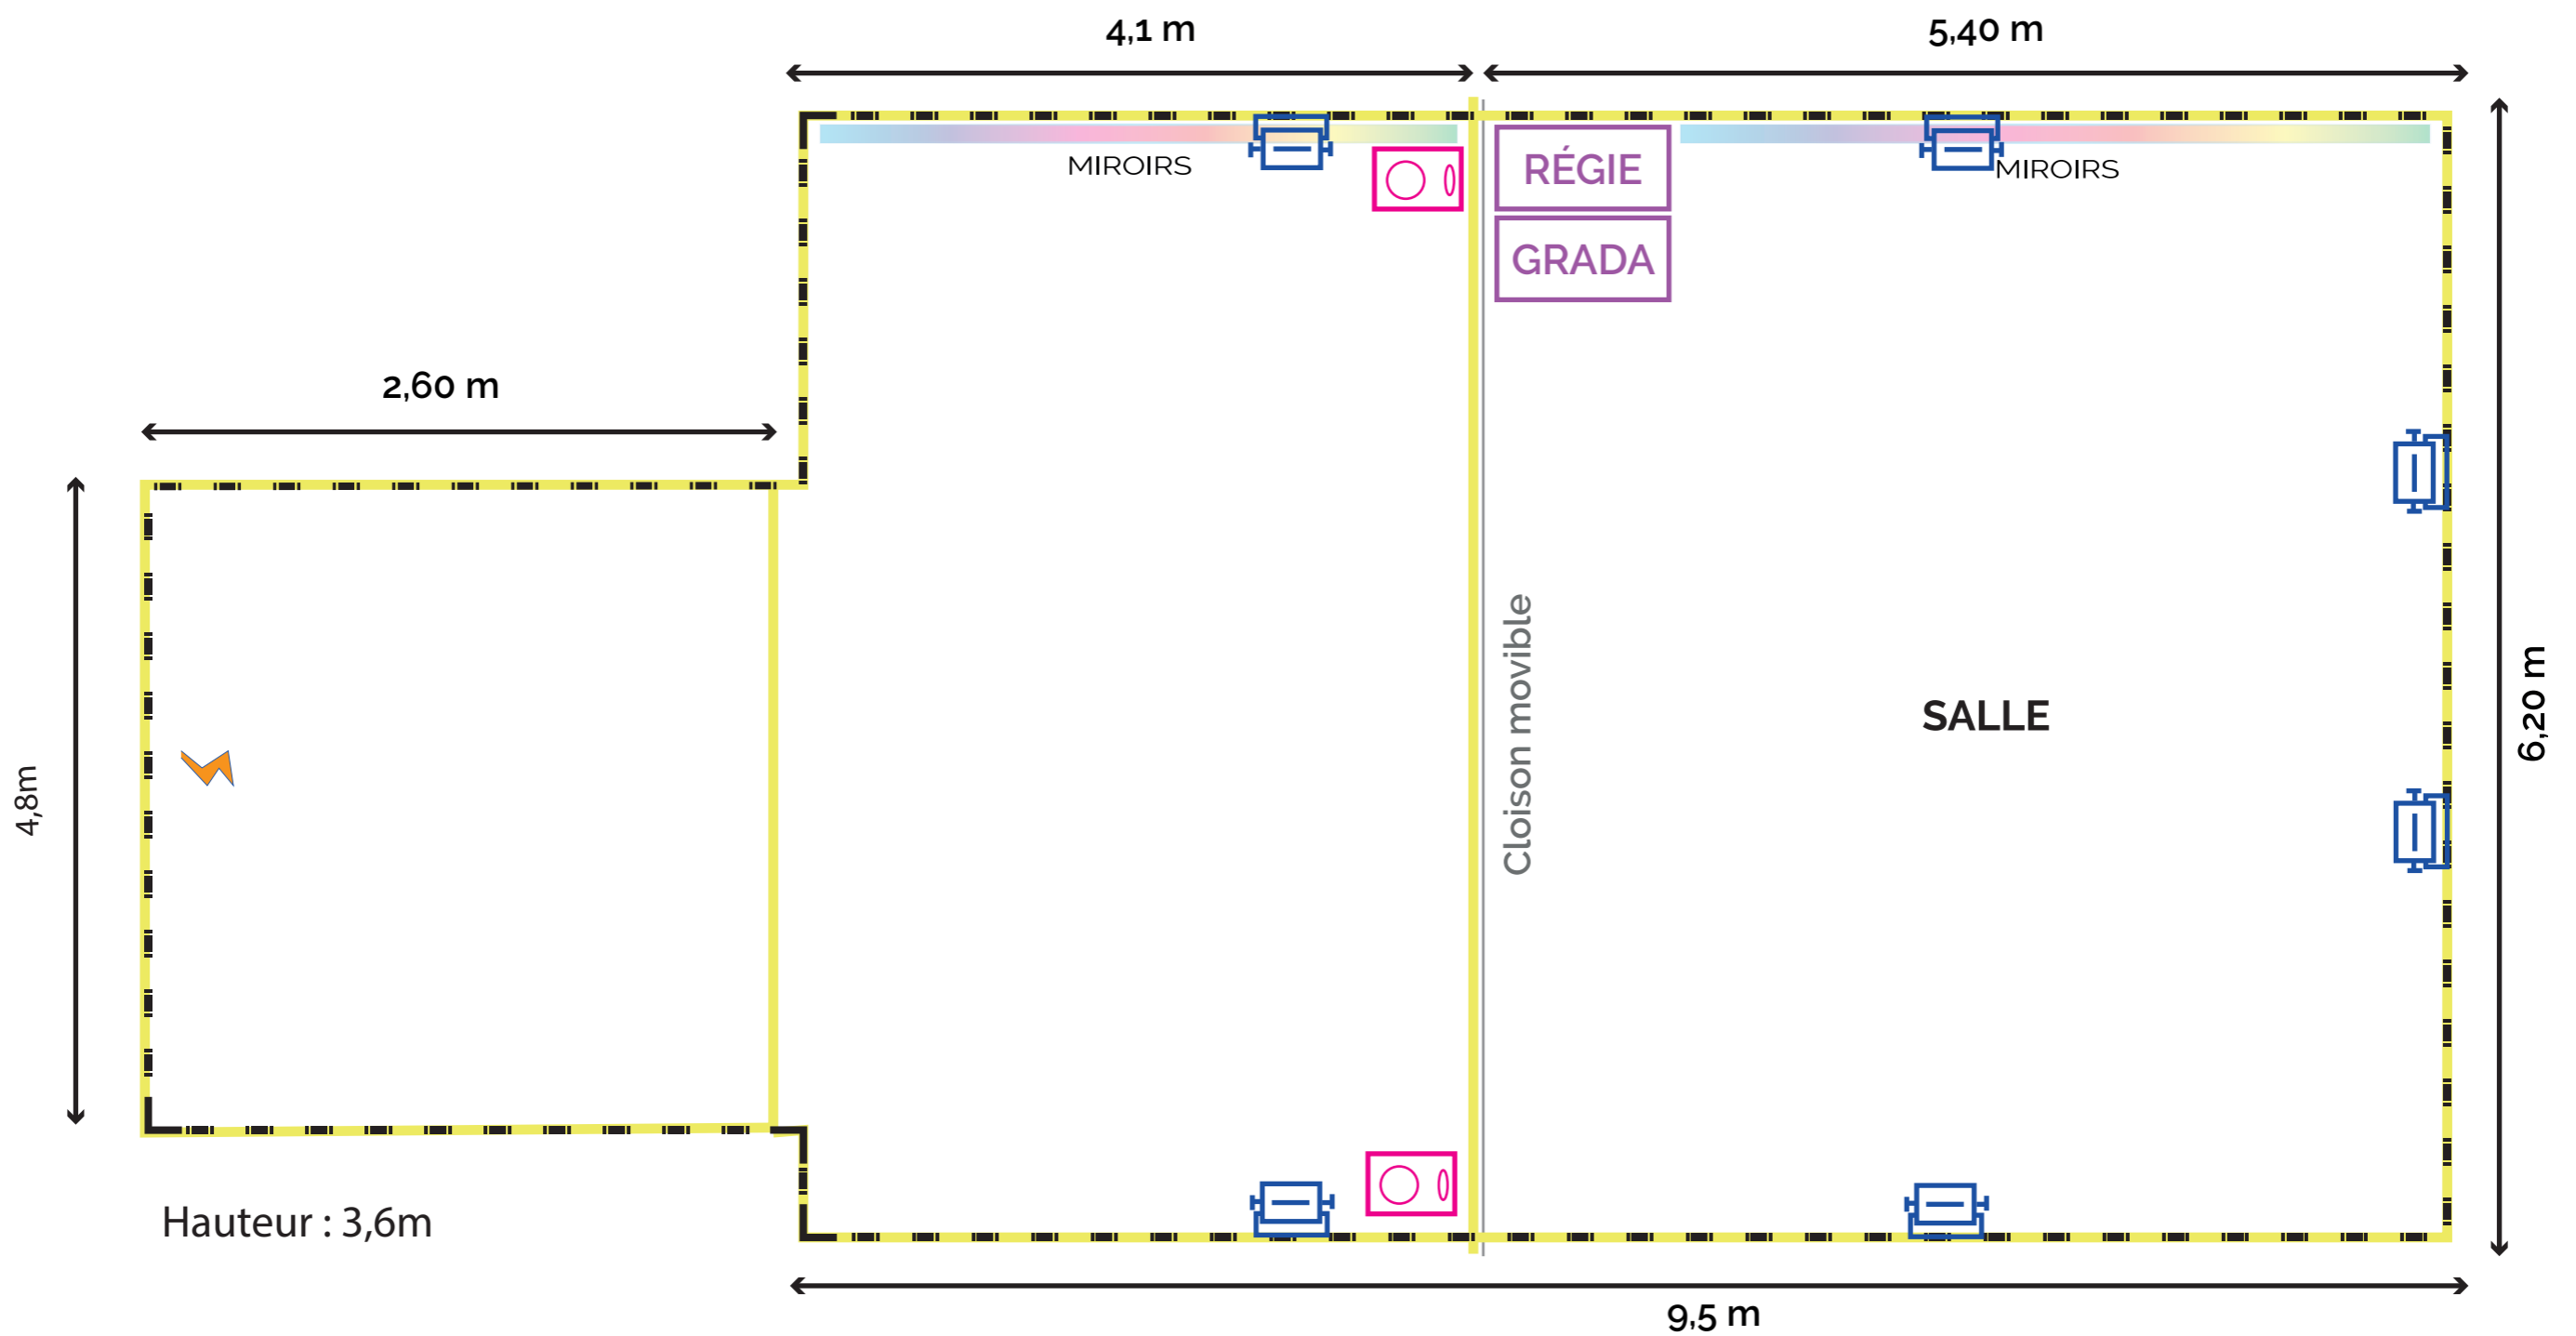 4,1 m
5,40 m
MIROIRS
RÉGIE
MIROIRS
GRADA
2,60 m
Cloison movible
SALLE
6,20 m
4,8m
Hauteur : 3,6m
9,5 m